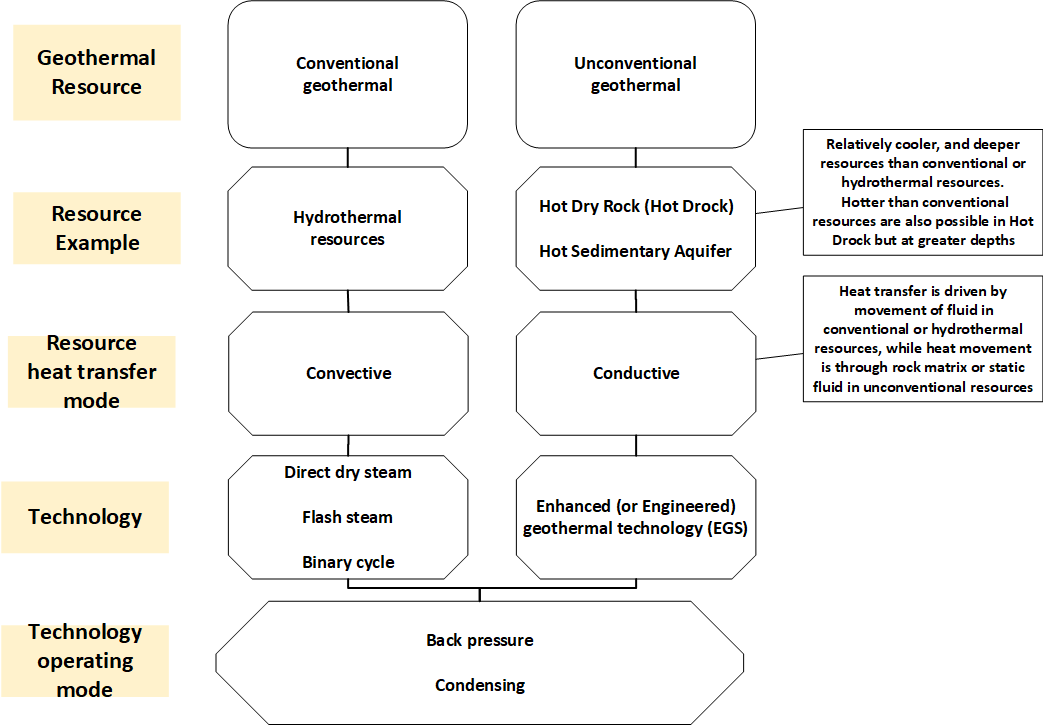 Geothermal
Resource
Conventional
geothermal
Unconventional
geothermal
Resource
Example
Hydrothermal
resources
Hot Dry Rock (Hot Drock)
Hot Sedimentary Aquifer
Relatively cooler, and deeper
resources than conventional or
hydrothermal resources.
Hotter than conventional
resources are also possible in Hot
Drock but at greater depths
Resource
heat transfer
mode
Convective
Conductive
Heat transfer is driven by
movement of fluid in
conventional or hydrothermal
resources, while heat movement
is through rock matrix or static
fluid in unconventional resources
Technology
Direct dry steam
Flash steam
Binary cycle
Enhanced (or Engineered)
geothermal technology (EGS)
Technology
operating
mode
Back pressure
Condensing